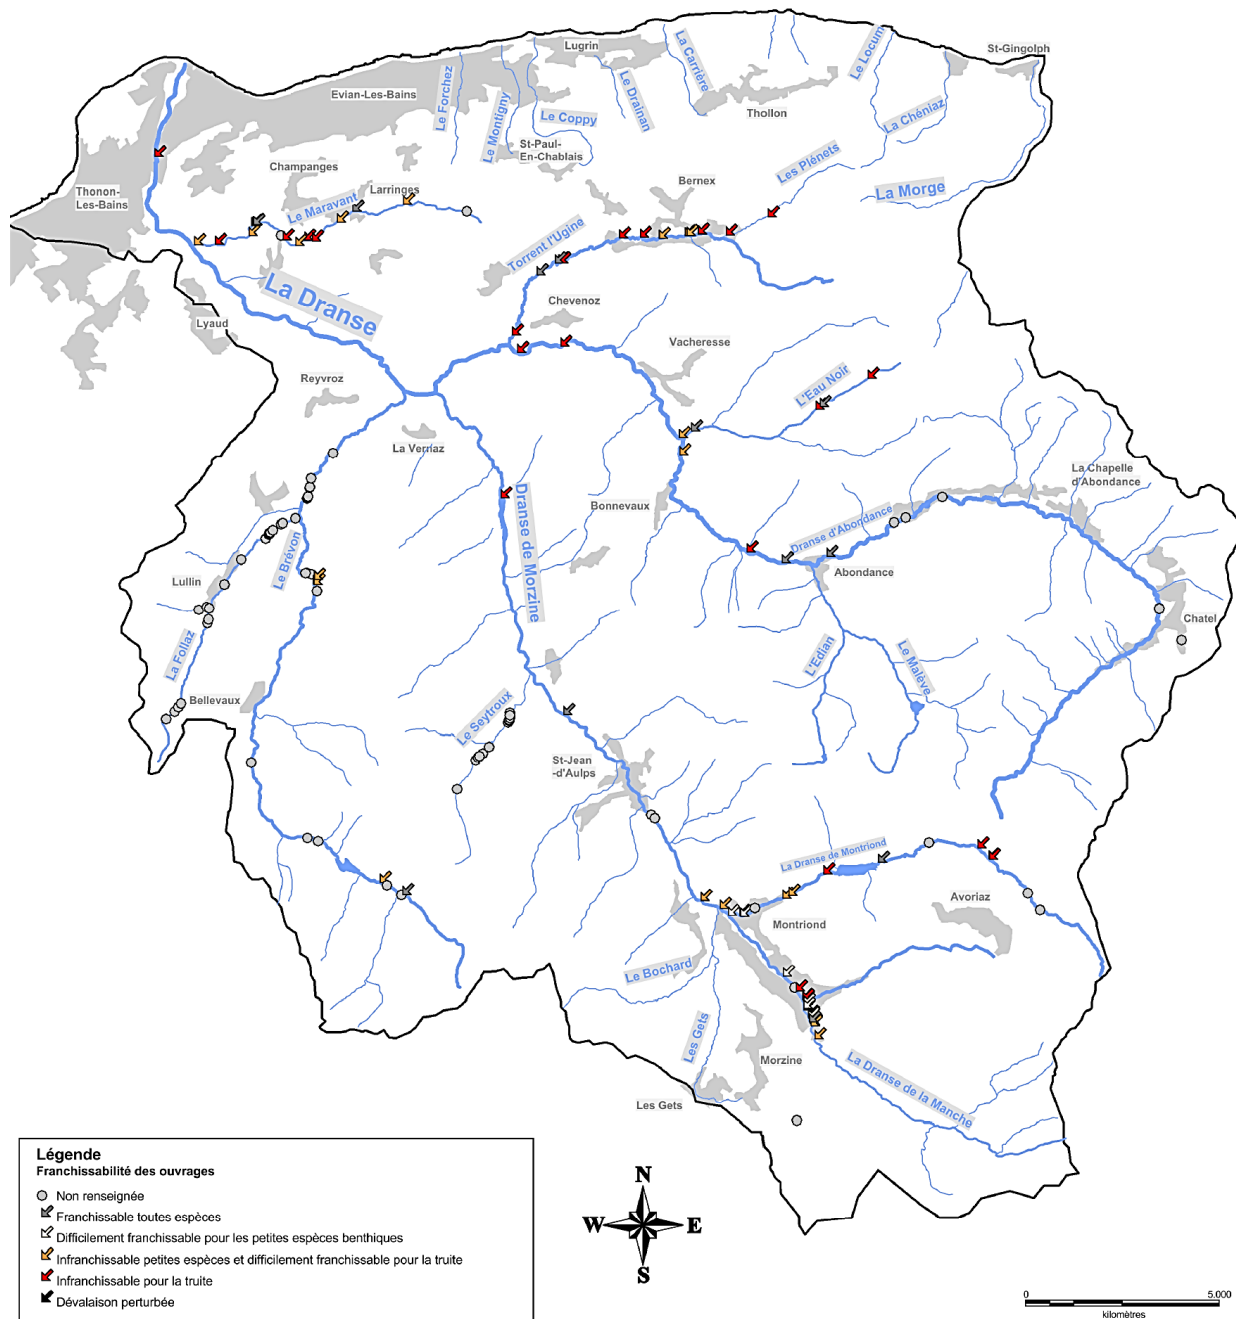 Lugrin
La Carrière
Le Locum
St-Gingolph
Evian-Les-Bains
Le Forchez
Le Montigny
Le Coppy
Le Drainan
Thollon
La Chéniaz
St-Paul-
En-Chablais
Les Plénets
Champanges
Larringes
Bernex
La Morge
Thonon-
Les-Bains
Le Maravant
Torrent l'Ugine
La Dranse
Chevenoz
Lyaud
Vacheresse
Reyvroz
L'Eau Noir
La Vernaz
La Chapelle
d'Abondance
Bonnevaux
Dranse d'Abondance
Dranse de Morzine
Le Brévon
Abondance
Lullin
Chatel
La Follaz
L'Edian
Le Malève
Bellevaux
Le Seytroux
St-Jean
-d'Aulps
La Dranse de Montriond
Avoriaz
Montriond
Le Bochard
Les Gets
Morzine
La Dranse de la Manche
Les Gets
Légende
Franchissabilité des ouvrages
Non renseignée
Franchissable toutes espèces
Difficilement franchissable pour les petites espèces benthiques
Infranchissable petites espèces et difficilement franchissable pour la truite
Infranchissable pour la truite
Dévalaison perturbée
N
W
E
S
0
5.000
kilomètres